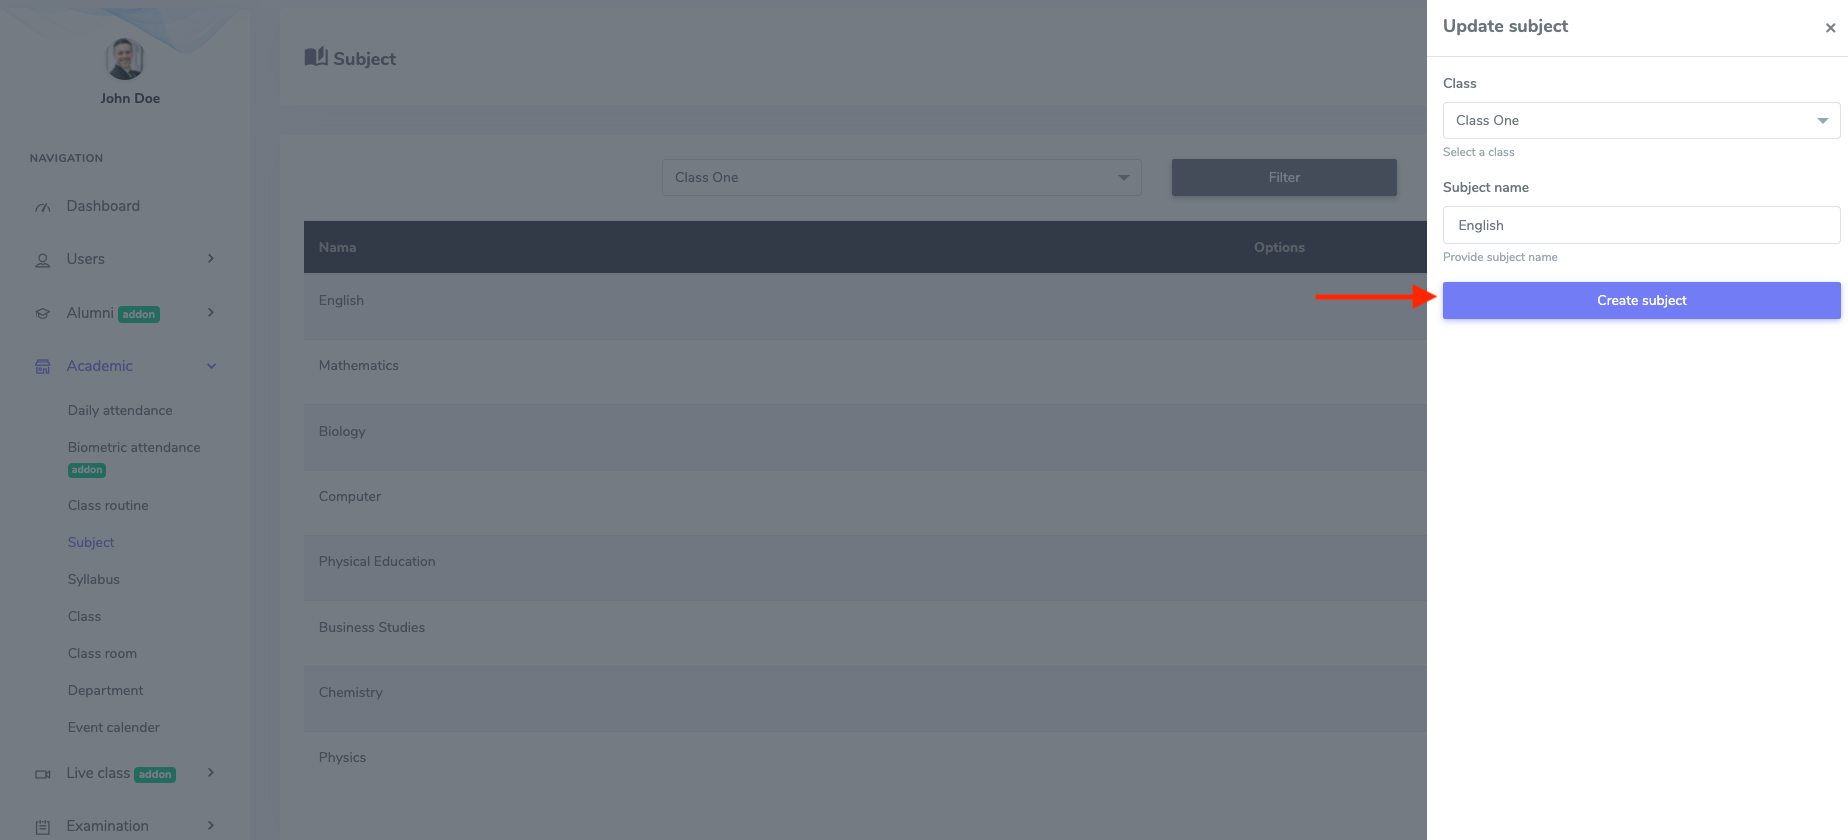 John Doe
NAVIGATION
Dashboard
Users
Alumni addon
Academic
Daily attendance
Biometric attendance
addon
Class routine
Subject
Syllabus
Class
Class room
Department
Event calender
Live class addon
Examination
Subject
Class One
Filter
Nama Options
English
Mathematics
Biology
Computer
Physical Education
Business Studies
Chemistry
Physics
Update subject ×
Class
Class One
Select a class
Subject name
English
Provide subject name
Create subject